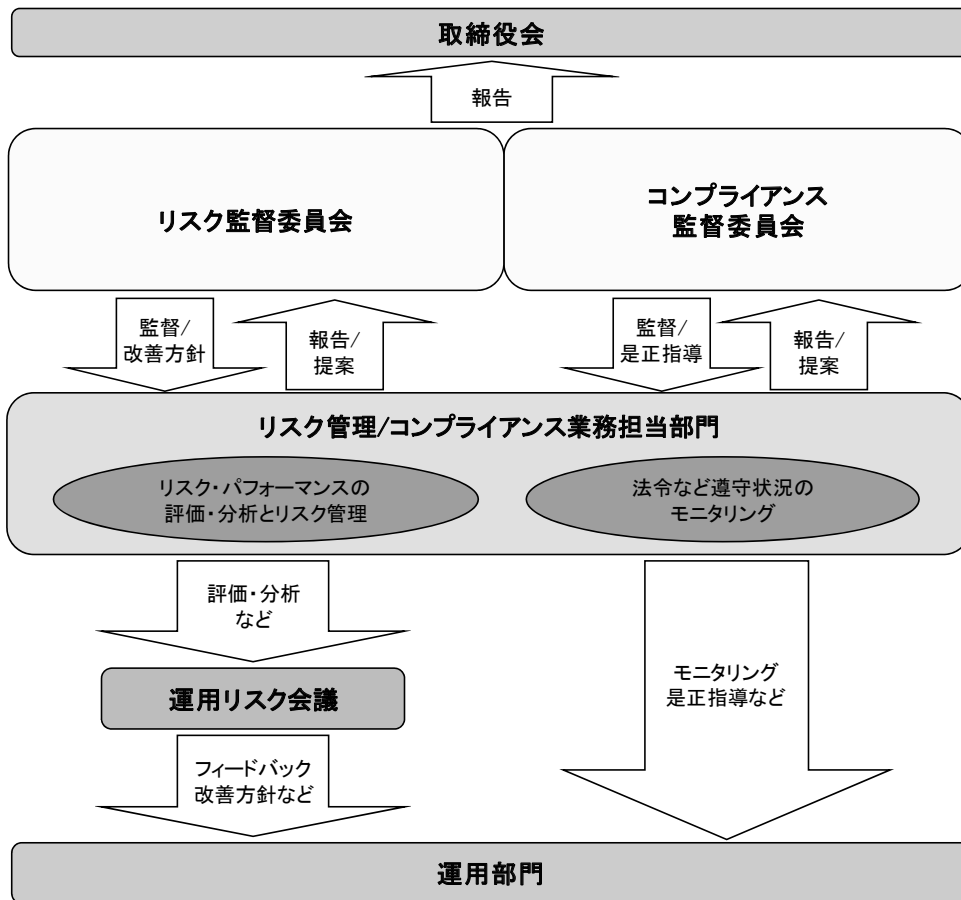 取締役会
報告
リスク監督委員会
コンプライアンス
監督委員会
監督/
改善方針
報告/
提案
監督/
是正指導
報告/
提案
リスク管理/コンプライアンス業務担当部門
リスク・パフォーマンスの
評価・分析とリスク管理
法令など遵守状況の
モニタリング
評価・分析
など
運用リスク会議
モニタリング
是正指導など
フィードバック
改善方針など
運用部門